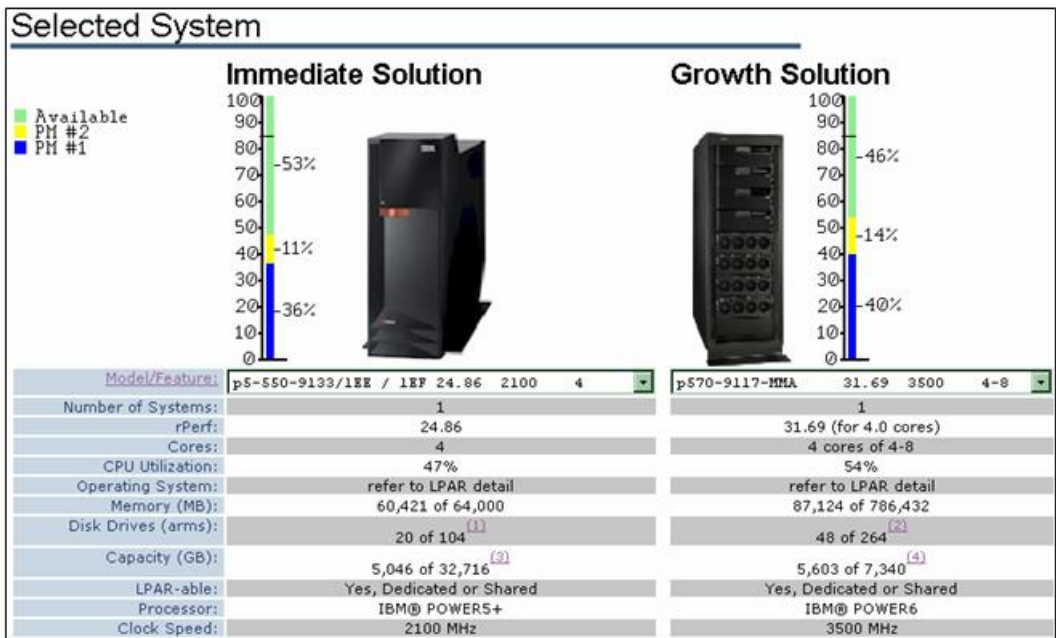 Selected System
Immediate Solution
Growth Solution
Available
PM #2
PM #1
100
90
80
70
60
50
40
30
20
10
0
53%
11%
36%
100
90
80
70
60
50
40
30
20
10
0
46%
14%
40%
Model/Feature: p5-550-9133/1EE / 1EF 24.86 2100 4 p570-9117-MMA 31.69 3500 4-8
Number of Systems: 1 1
rPerf: 24.86 31.69 (for 4.0 cores)
Cores: 4 4 cores of 4-8
CPU Utilization: 47% 54%
Operating System: refer to LPAR detail refer to LPAR detail
Memory (MB): 60,421 of 64,000 87,124 of 786,432
Disk Drives (arms): 20 of 104 (1) 48 of 264 (2)
Capacity (GB): 5,046 of 32,716 (3) 5,603 of 7,340 (4)
LPAR-able: Yes, Dedicated or Shared Yes, Dedicated or Shared
Processor: IBM® POWER5+ IBM® POWER6
Clock Speed: 2100 MHz 3500 MHz